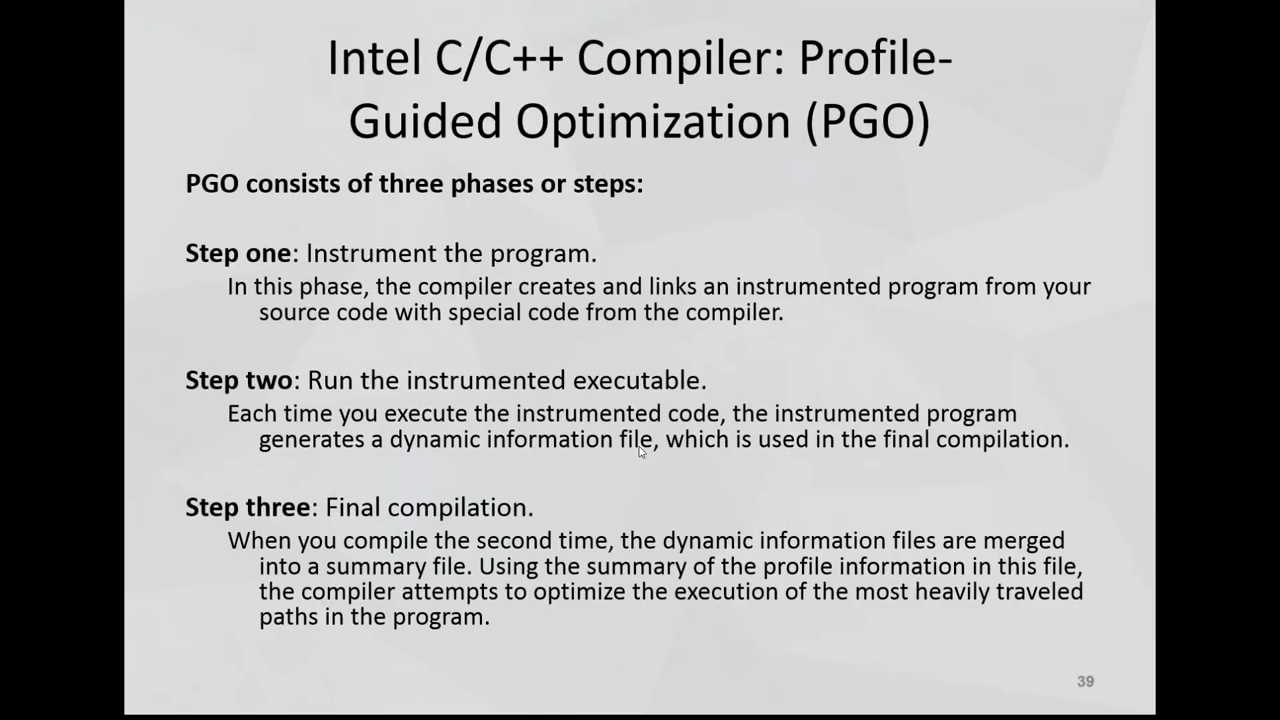 Intel C/C++ Compiler: Profile-
Guided Optimization (PGO)
PGO consists of three phases or steps:
Step one: Instrument the program.
In this phase, the compiler creates and links an instrumented program from your
source code with special code from the compiler.
Step two: Run the instrumented executable.
Each time you execute the instrumented code, the instrumented program
generates a dynamic information file, which is used in the final compilation.
Step three: Final compilation.
When you compile the second time, the dynamic information files are merged
into a summary file. Using the summary of the profile information in this file,
the compiler attempts to optimize the execution of the most heavily traveled
paths in the program.
39